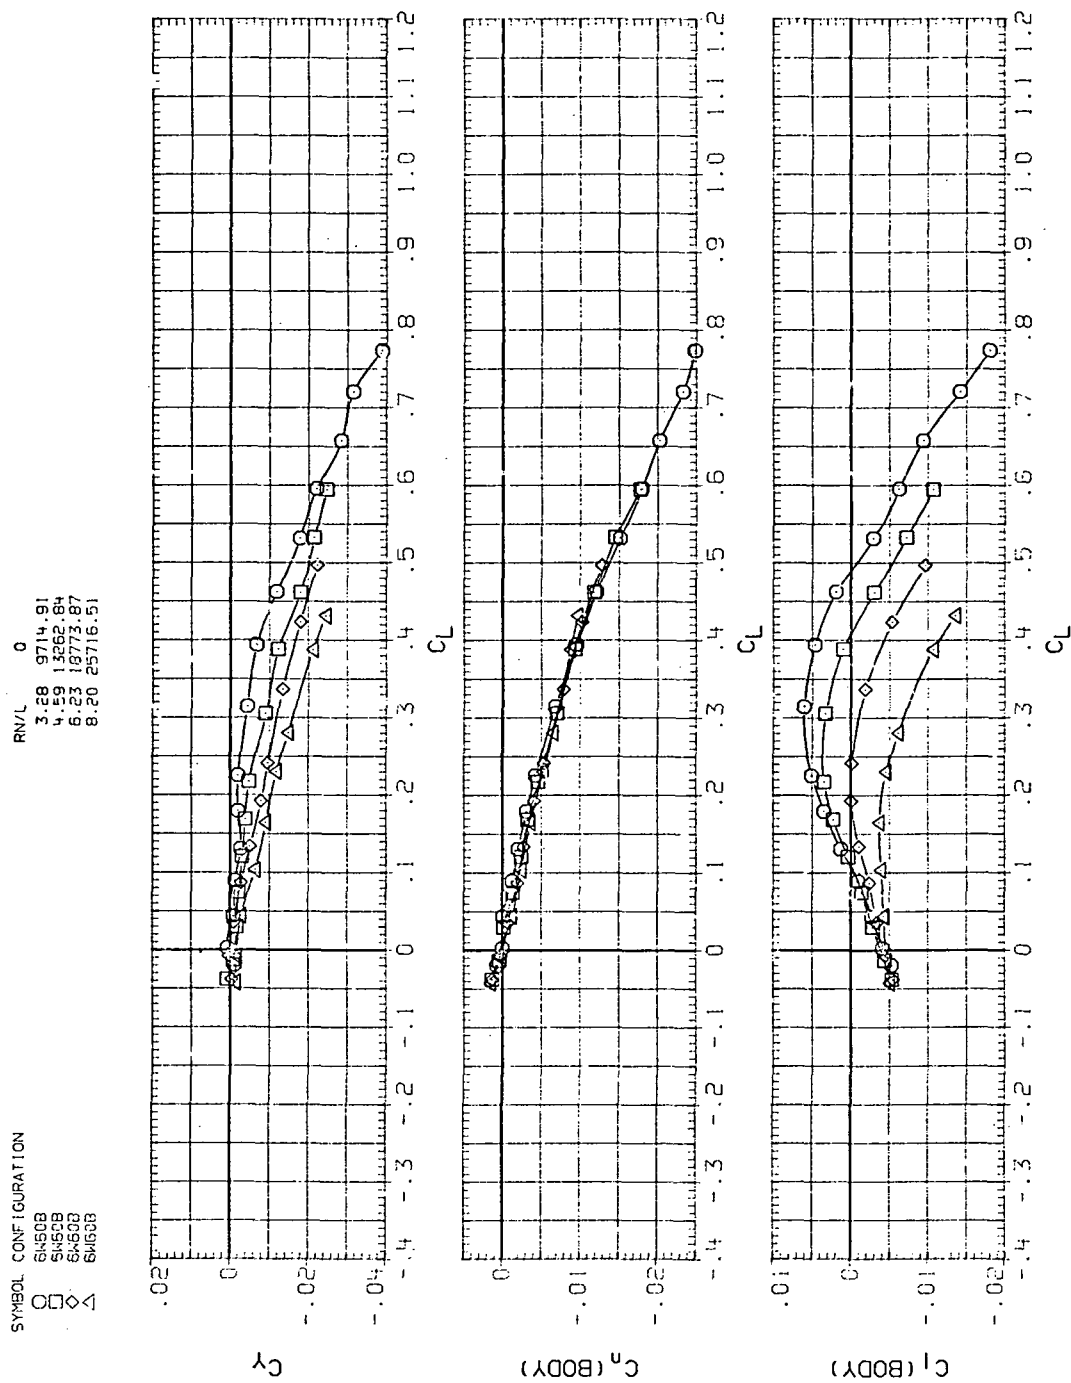 SYMBOL CONFIGURATION RN/L Q
6W60B 3.28 9714.91
6W60B 4.59 13262.84
6W60B 6.23 18773.87
6W60B 8.20 25716.51
CY
.02
0
-.02
-.04
-.4 -.3 -.2 -.1 0 .1 .2 .3 .4 .5 .6 .7 .8 .9 1.0 1.1 1.2
CL
Cn (BODY)
0
-.01
-.02
-.4 -.3 -.2 -.1 0 .1 .2 .3 .4 .5 .6 .7 .8 .9 1.0 1.1 1.2
CL
Cl (BODY)
.01
0
-.01
-.02
-.4 -.3 -.2 -.1 0 .1 .2 .3 .4 .5 .6 .7 .8 .9 1.0 1.1 1.2
CL